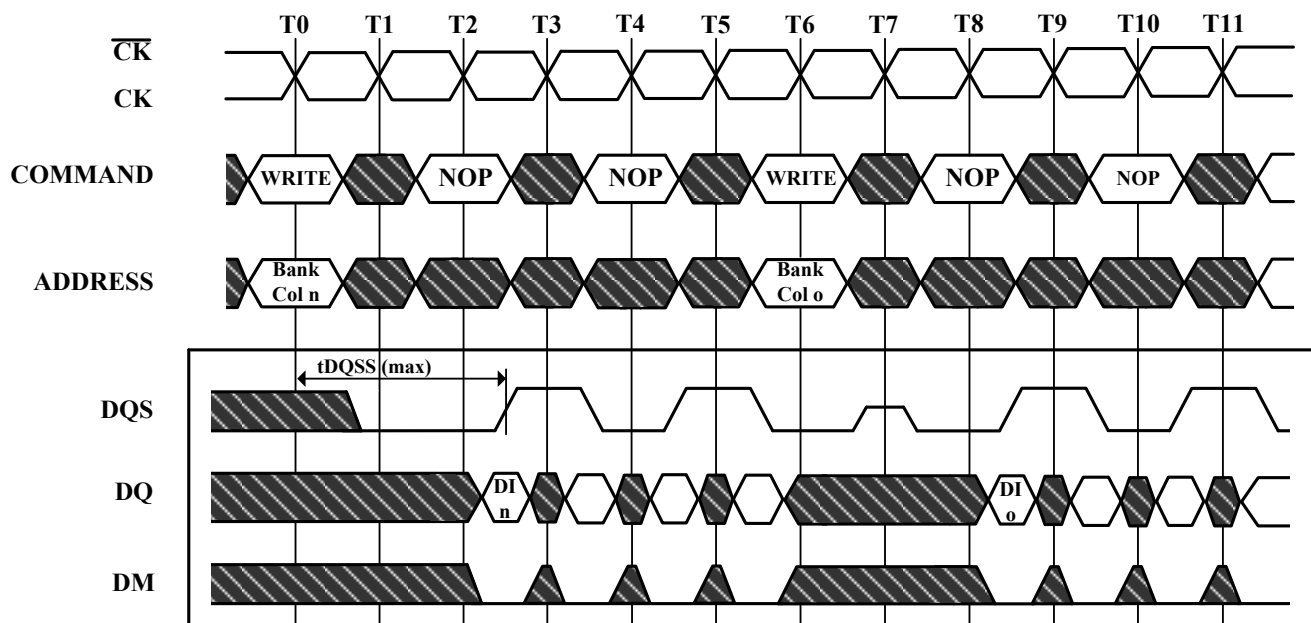 T0 T1 T2 T3 T4 T5 T6 T7 T8 T9 T10 T11
CK
CK
COMMAND WRITE NOP NOP WRITE NOP NOP
ADDRESS Bank Col n Bank Col o
tDQSS (max)
DQS
DQ DI n DI o
DM